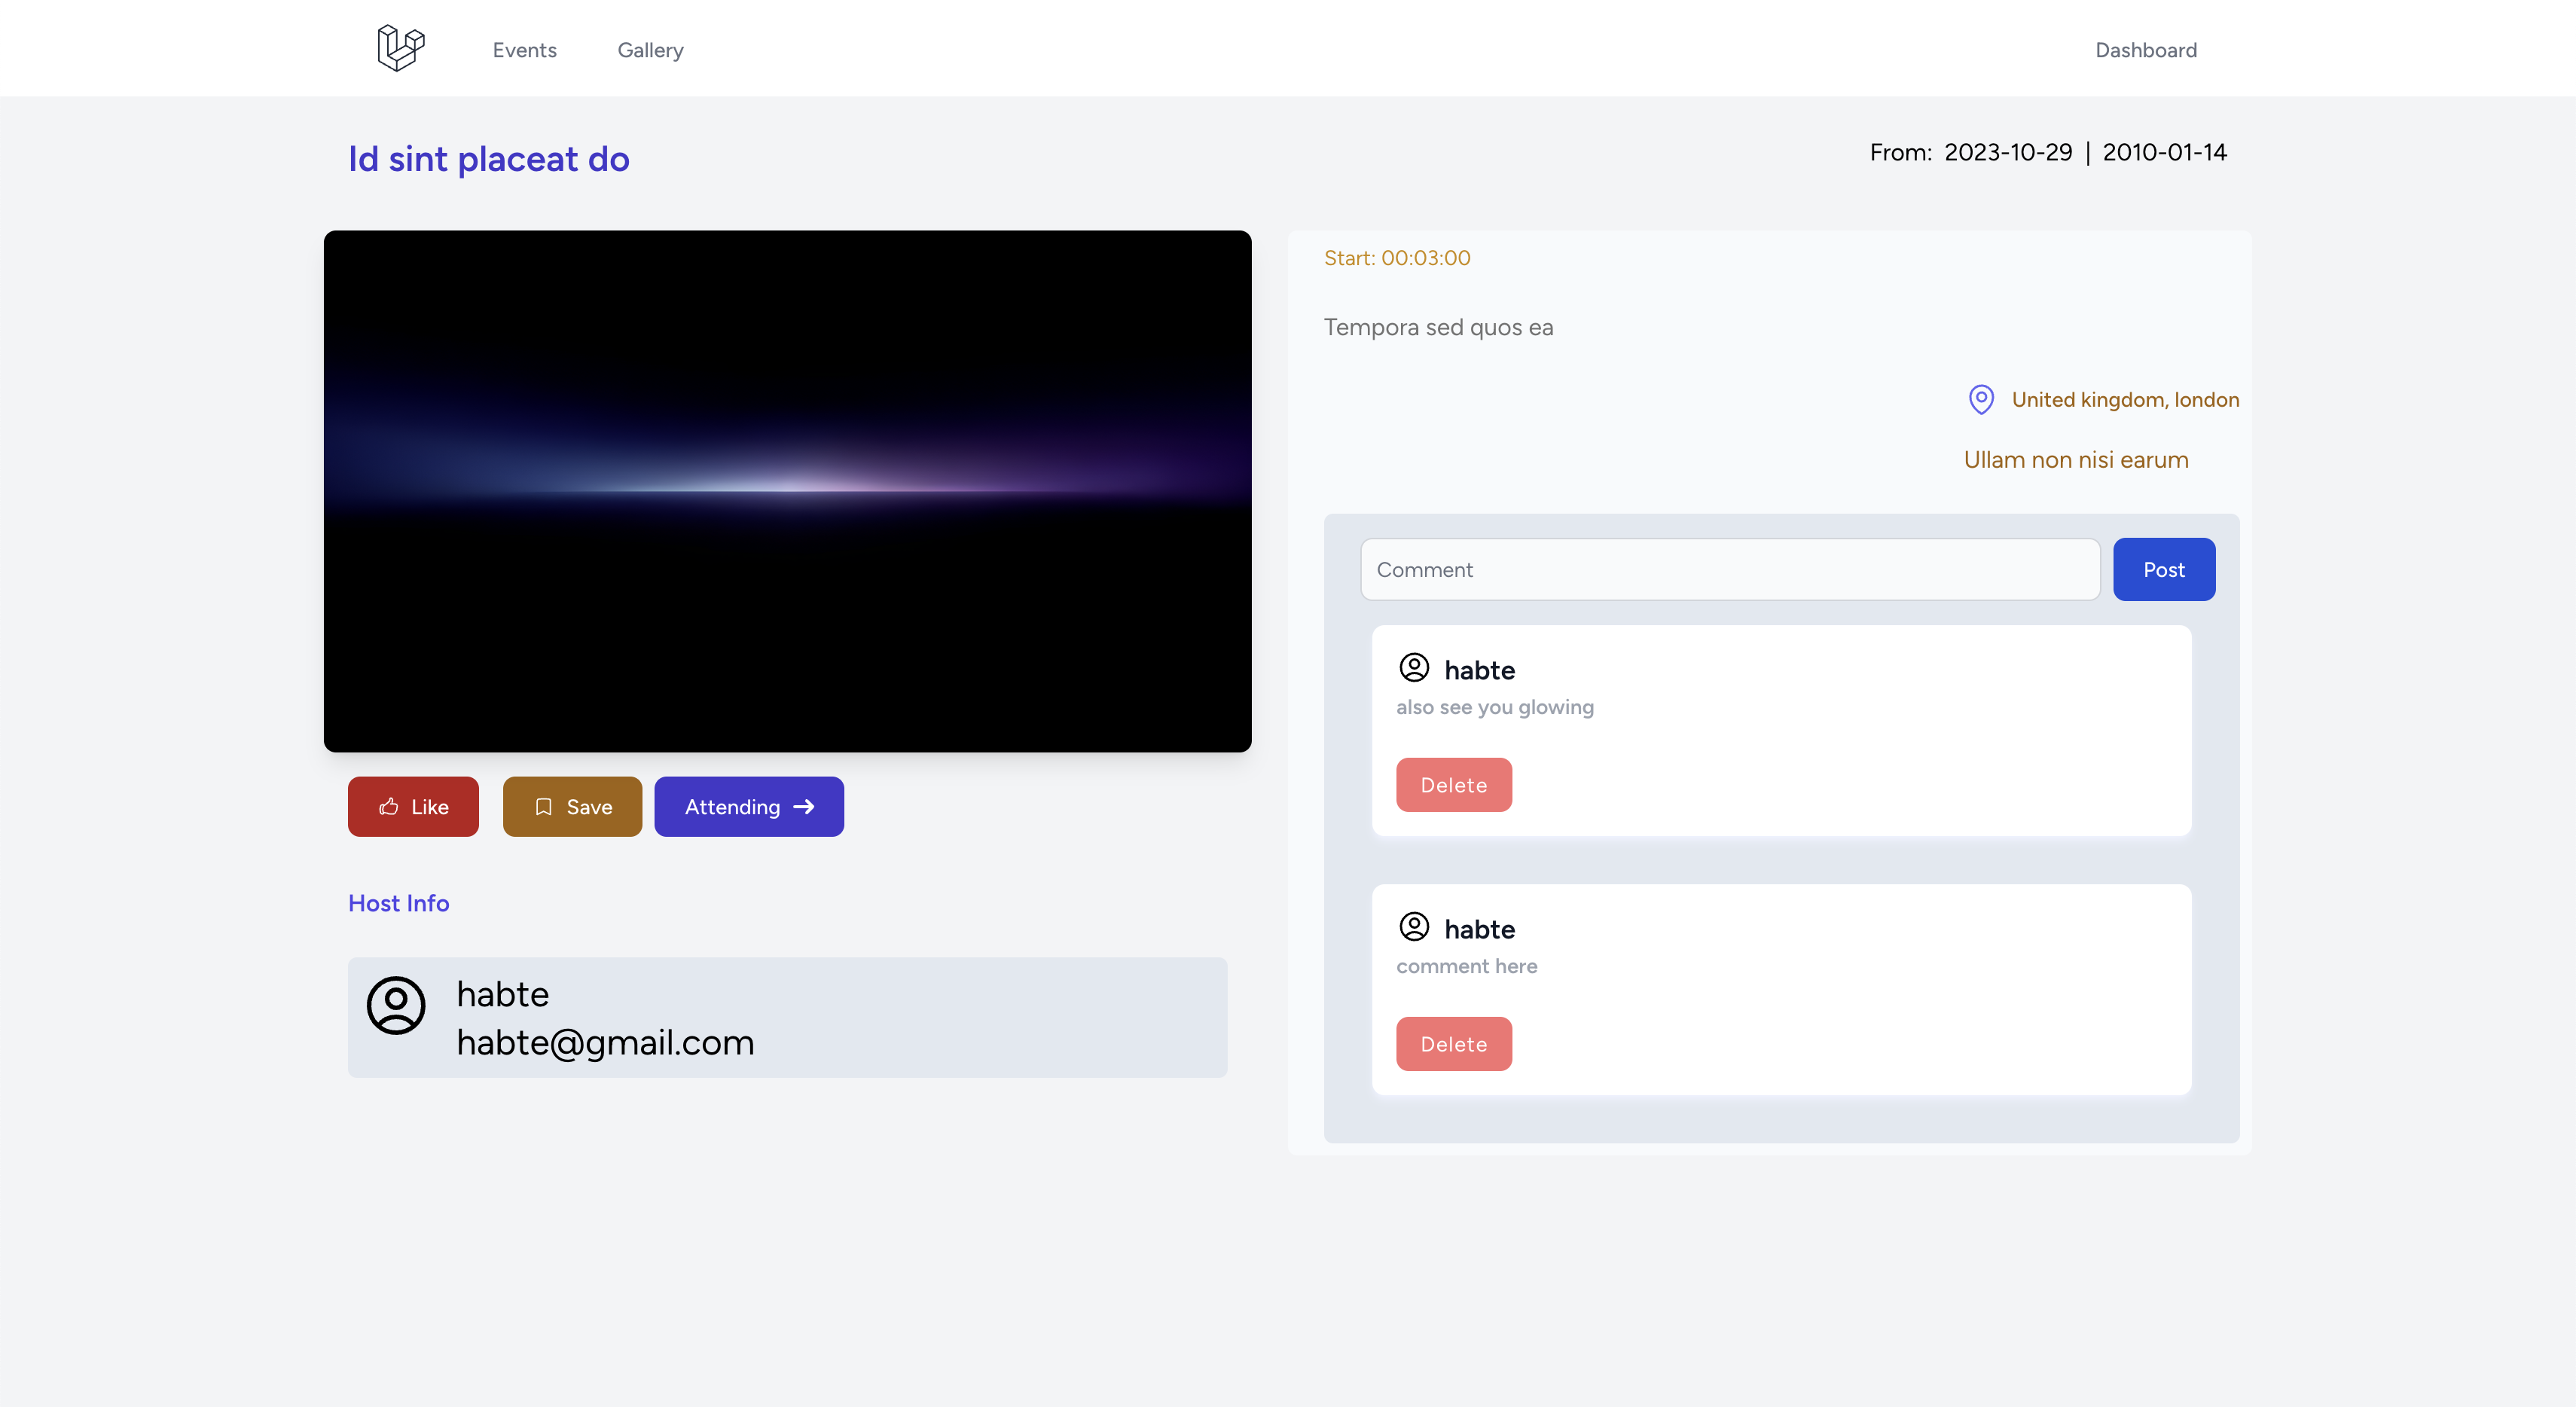 Events
Gallery
Dashboard
Id sint placeat do
From: 2023-10-29 | 2010-01-14
Start: 00:03:00
Tempora sed quos ea
United kingdom, london
Ullam non nisi earum
Comment
Post
habte
also see you glowing
Delete
habte
comment here
Delete
Like
Save
Attending
Host Info
habte
habte@gmail.com